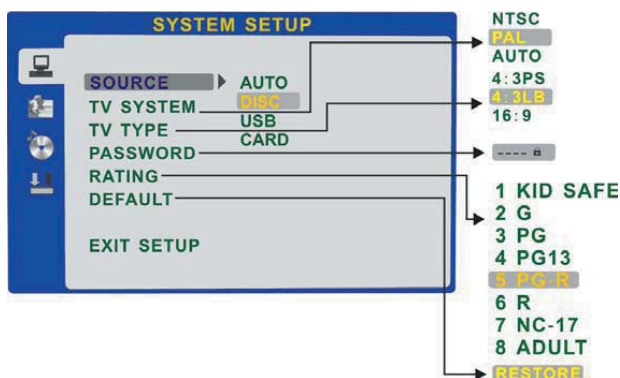 SYSTEM SETUP
SOURCE
TV SYSTEM
TV TYPE
PASSWORD
RATING
DEFAULT
EXIT SETUP
AUTO
DISC
USB
CARD
NTSC
PAL
AUTO
4:3PS
4:3LB
16:9
----
1 KID SAFE
2 G
3 PG
4 PG13
5 PG-R
6 R
7 NC-17
8 ADULT
RESTORE